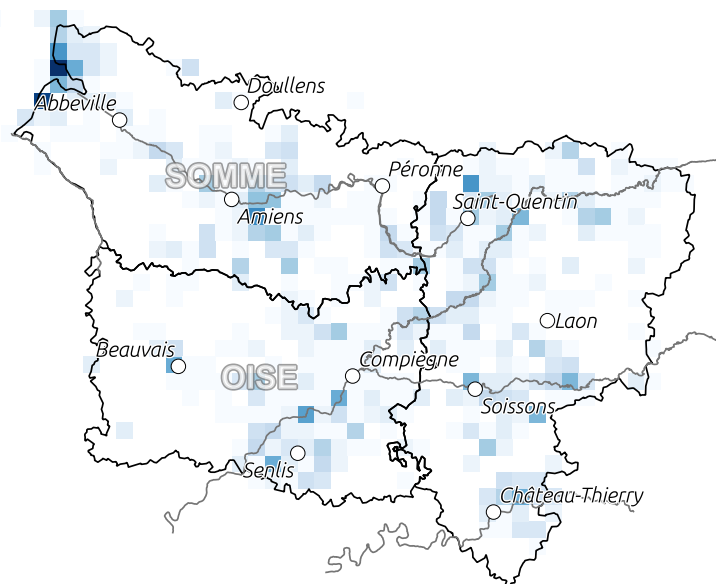 Doullens
Abbeville
SOMME
Péronne
Saint-Quentin
Amiens
Laon
Beauvais
Compiègne
OISE
Soissons
Senlis
Château-Thierry